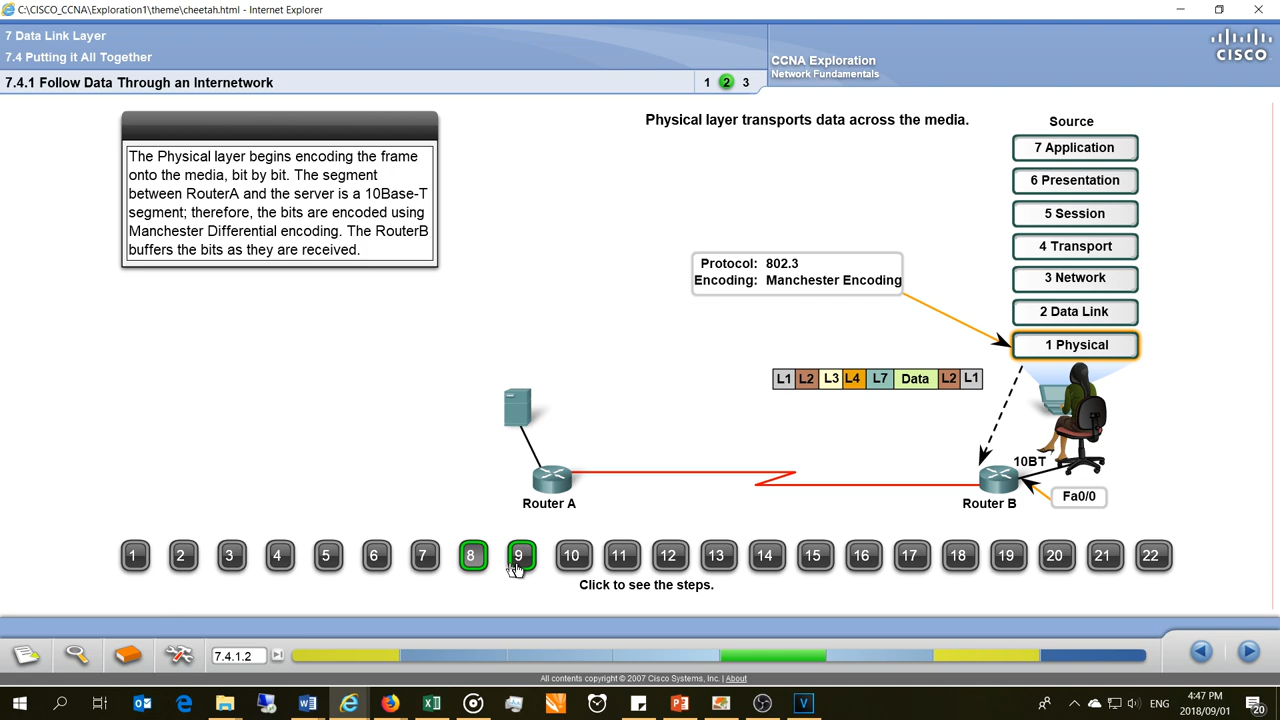 C:\CISCO_CCNA\Exploration1\theme\cheetah.html - Internet Explorer
7 Data Link Layer
7.4 Putting it All Together
7.4.1 Follow Data Through an Internetwork
1 2 3
CCNA Exploration
Network Fundamentals
CISCO
The Physical layer begins encoding the frame
onto the media, bit by bit. The segment
between RouterA and the server is a 10Base-T
segment; therefore, the bits are encoded using
Manchester Differential encoding. The RouterB
buffers the bits as they are received.
Physical layer transports data across the media.
Source
7 Application
6 Presentation
5 Session
4 Transport
3 Network
2 Data Link
1 Physical
Protocol: 802.3
Encoding: Manchester Encoding
L1 L2 L3 L4 L7 Data L2 L1
10BT
Fa0/0
Router A
Router B
1 2 3 4 5 6 7 8 9 10 11 12 13 14 15 16 17 18 19 20 21 22
Click to see the steps.
7.4.1.2
All contents copyright © 2007 Cisco Systems, Inc. | About
4:47 PM
ENG
2018/09/01
20